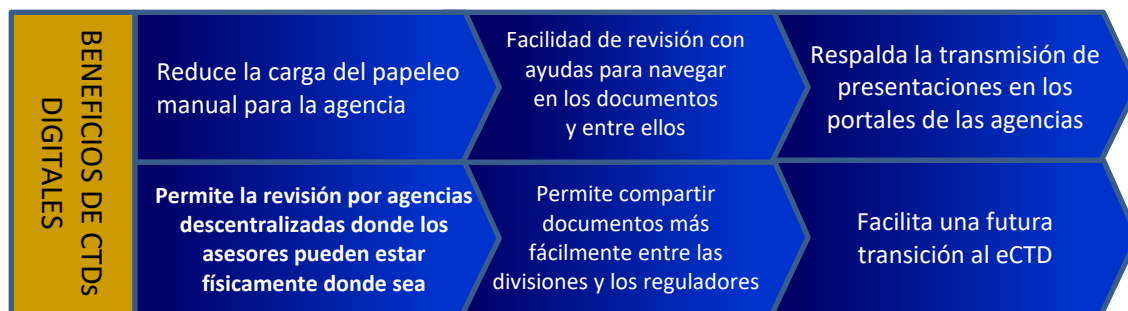 BENEFICIOS DE CTDs
DIGITALES
Reduce la carga del papeleo
manual para la agencia
Facilidad de revisión con
ayudas para navegar
en los documentos
y entre ellos
Respalda la transmisión de
presentaciones en los
portales de las agencias
Permite la revisión por agencias
descentralizadas donde los
asesores pueden estar
físicamente donde sea
Permite compartir
documentos más
fácilmente entre las
divisiones y los reguladores
Facilita una futura
transición al eCTD